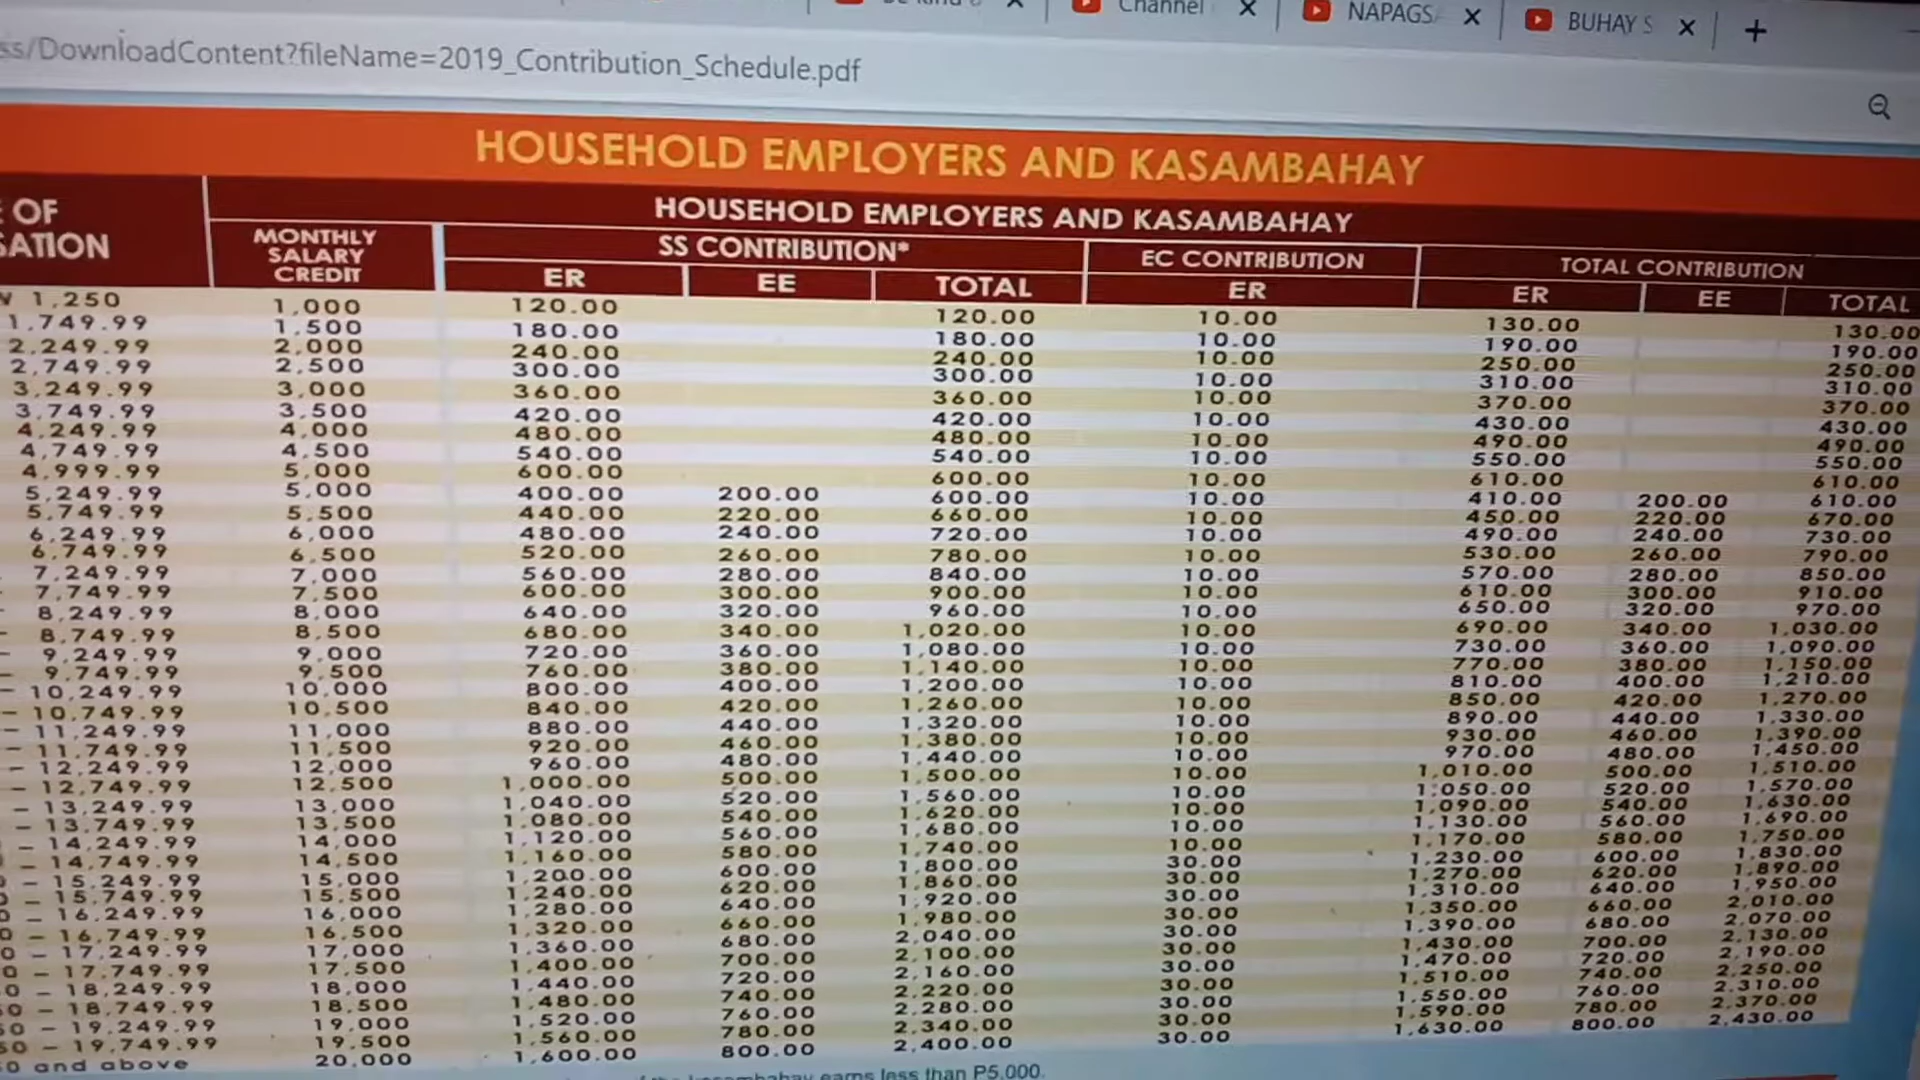 Channel
NAPAGS
BUHAY S
ss/DownloadContent?fileName=2019_Contribution_Schedule.pdf
HOUSEHOLD EMPLOYERS AND KASAMBAHAY
OF
HOUSEHOLD EMPLOYERS AND KASAMBAHAY
MONTHLY SALARY CREDIT SS CONTRIBUTION* EC CONTRIBUTION TOTAL CONTRIBUTION
ER EE TOTAL ER ER EE TOTAL
1,250 1,000 120.00 120.00 10.00 130.00 130.00
1,749.99 1,500 180.00 180.00 10.00 190.00 190.00
2,249.99 2,000 240.00 240.00 10.00 250.00 250.00
2,749.99 2,500 300.00 300.00 10.00 310.00 310.00
3,249.99 3,000 360.00 360.00 10.00 370.00 370.00
3,749.99 3,500 420.00 420.00 10.00 430.00 430.00
4,249.99 4,000 480.00 480.00 10.00 490.00 490.00
4,749.99 4,500 540.00 540.00 10.00 550.00 550.00
4,999.99 5,000 600.00 600.00 10.00 610.00 610.00
5,249.99 5,000 400.00 200.00 600.00 10.00 410.00 200.00 610.00
5,749.99 5,500 440.00 220.00 660.00 10.00 450.00 220.00 670.00
6,249.99 6,000 480.00 240.00 720.00 10.00 490.00 240.00 730.00
6,749.99 6,500 520.00 260.00 780.00 10.00 530.00 260.00 790.00
7,249.99 7,000 560.00 280.00 840.00 10.00 570.00 280.00 850.00
7,749.99 7,500 600.00 300.00 900.00 10.00 610.00 300.00 910.00
8,249.99 8,000 640.00 320.00 960.00 10.00 650.00 320.00 970.00
- 8,749.99 8,500 680.00 340.00 1,020.00 10.00 690.00 340.00 1,030.00
- 9,249.99 9,000 720.00 360.00 1,080.00 10.00 730.00 360.00 1,090.00
- 9,749.99 9,500 760.00 380.00 1,140.00 10.00 770.00 380.00 1,150.00
- 10,249.99 10,000 800.00 400.00 1,200.00 10.00 810.00 400.00 1,210.00
- 10,749.99 10,500 840.00 420.00 1,260.00 10.00 850.00 420.00 1,270.00
- 11,249.99 11,000 880.00 440.00 1,320.00 10.00 890.00 440.00 1,330.00
- 11,749.99 11,500 920.00 460.00 1,380.00 10.00 930.00 460.00 1,390.00
- 12,249.99 12,000 960.00 480.00 1,440.00 10.00 970.00 480.00 1,450.00
- 12,749.99 12,500 1,000.00 500.00 1,500.00 10.00 1,010.00 500.00 1,510.00
- 13,249.99 13,000 1,040.00 520.00 1,560.00 10.00 1,050.00 520.00 1,570.00
- 13,749.99 13,500 1,080.00 540.00 1,620.00 10.00 1,090.00 540.00 1,630.00
- 14,249.99 14,000 1,120.00 560.00 1,680.00 10.00 1,130.00 560.00 1,690.00
- 14,749.99 14,500 1,160.00 580.00 1,740.00 10.00 1,170.00 580.00 1,750.00
- 15,249.99 15,000 1,200.00 600.00 1,800.00 30.00 1,230.00 600.00 1,830.00
- 15,749.99 15,500 1,240.00 620.00 1,860.00 30.00 1,270.00 620.00 1,890.00
- 16,249.99 16,000 1,280.00 640.00 1,920.00 30.00 1,310.00 640.00 1,950.00
- 16,749.99 16,500 1,320.00 660.00 1,980.00 30.00 1,350.00 660.00 2,010.00
- 17,249.99 17,000 1,360.00 680.00 2,040.00 30.00 1,390.00 680.00 2,070.00
- 17,749.99 17,500 1,400.00 700.00 2,100.00 30.00 1,430.00 700.00 2,130.00
- 18,249.99 18,000 1,440.00 720.00 2,160.00 30.00 1,470.00 720.00 2,190.00
- 18,749.99 18,500 1,480.00 740.00 2,220.00 30.00 1,510.00 740.00 2,250.00
- 19,249.99 19,000 1,520.00 760.00 2,280.00 30.00 1,550.00 760.00 2,310.00
- 19,749.99 19,500 1,560.00 780.00 2,340.00 30.00 1,590.00 780.00 2,370.00
and above 20,000 1,600.00 800.00 2,400.00 30.00 1,630.00 800.00 2,430.00
earns less than P5,000.